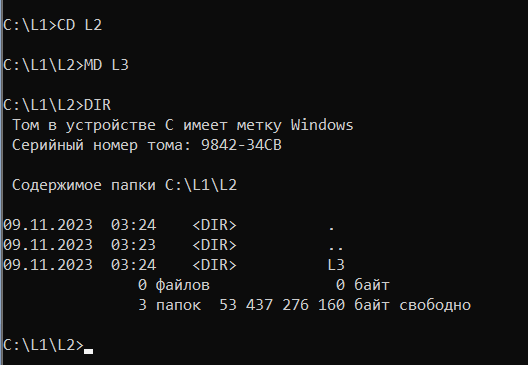 C:\L1>CD L2
C:\L1\L2>MD L3
C:\L1\L2>DIR
Том в устройстве C имеет метку Windows
Серийный номер тома: 9842-34CB
Содержимое папки C:\L1\L2
09.11.2023  03:24    <DIR>          .
09.11.2023  03:23    <DIR>          ..
09.11.2023  03:24    <DIR>          L3
0 файлов              0 байт
3 папок  53 437 276 160 байт свободно
C:\L1\L2>